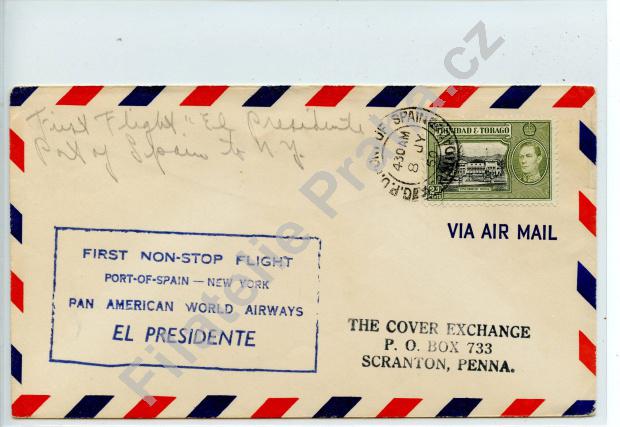 First Flight "El Presidente
Port of Spain to N.Y.
G.P.O. PORT OF SPAIN
430AM
8 JY
TRINIDAD & TOBAGO
VIA AIR MAIL
FIRST NON-STOP FLIGHT
PORT-OF-SPAIN — NEW YORK
PAN AMERICAN WORLD AIRWAYS
EL PRESIDENTE
THE COVER EXCHANGE
P. O. BOX 733
SCRANTON, PENNA.
Filatelie Praha.cz